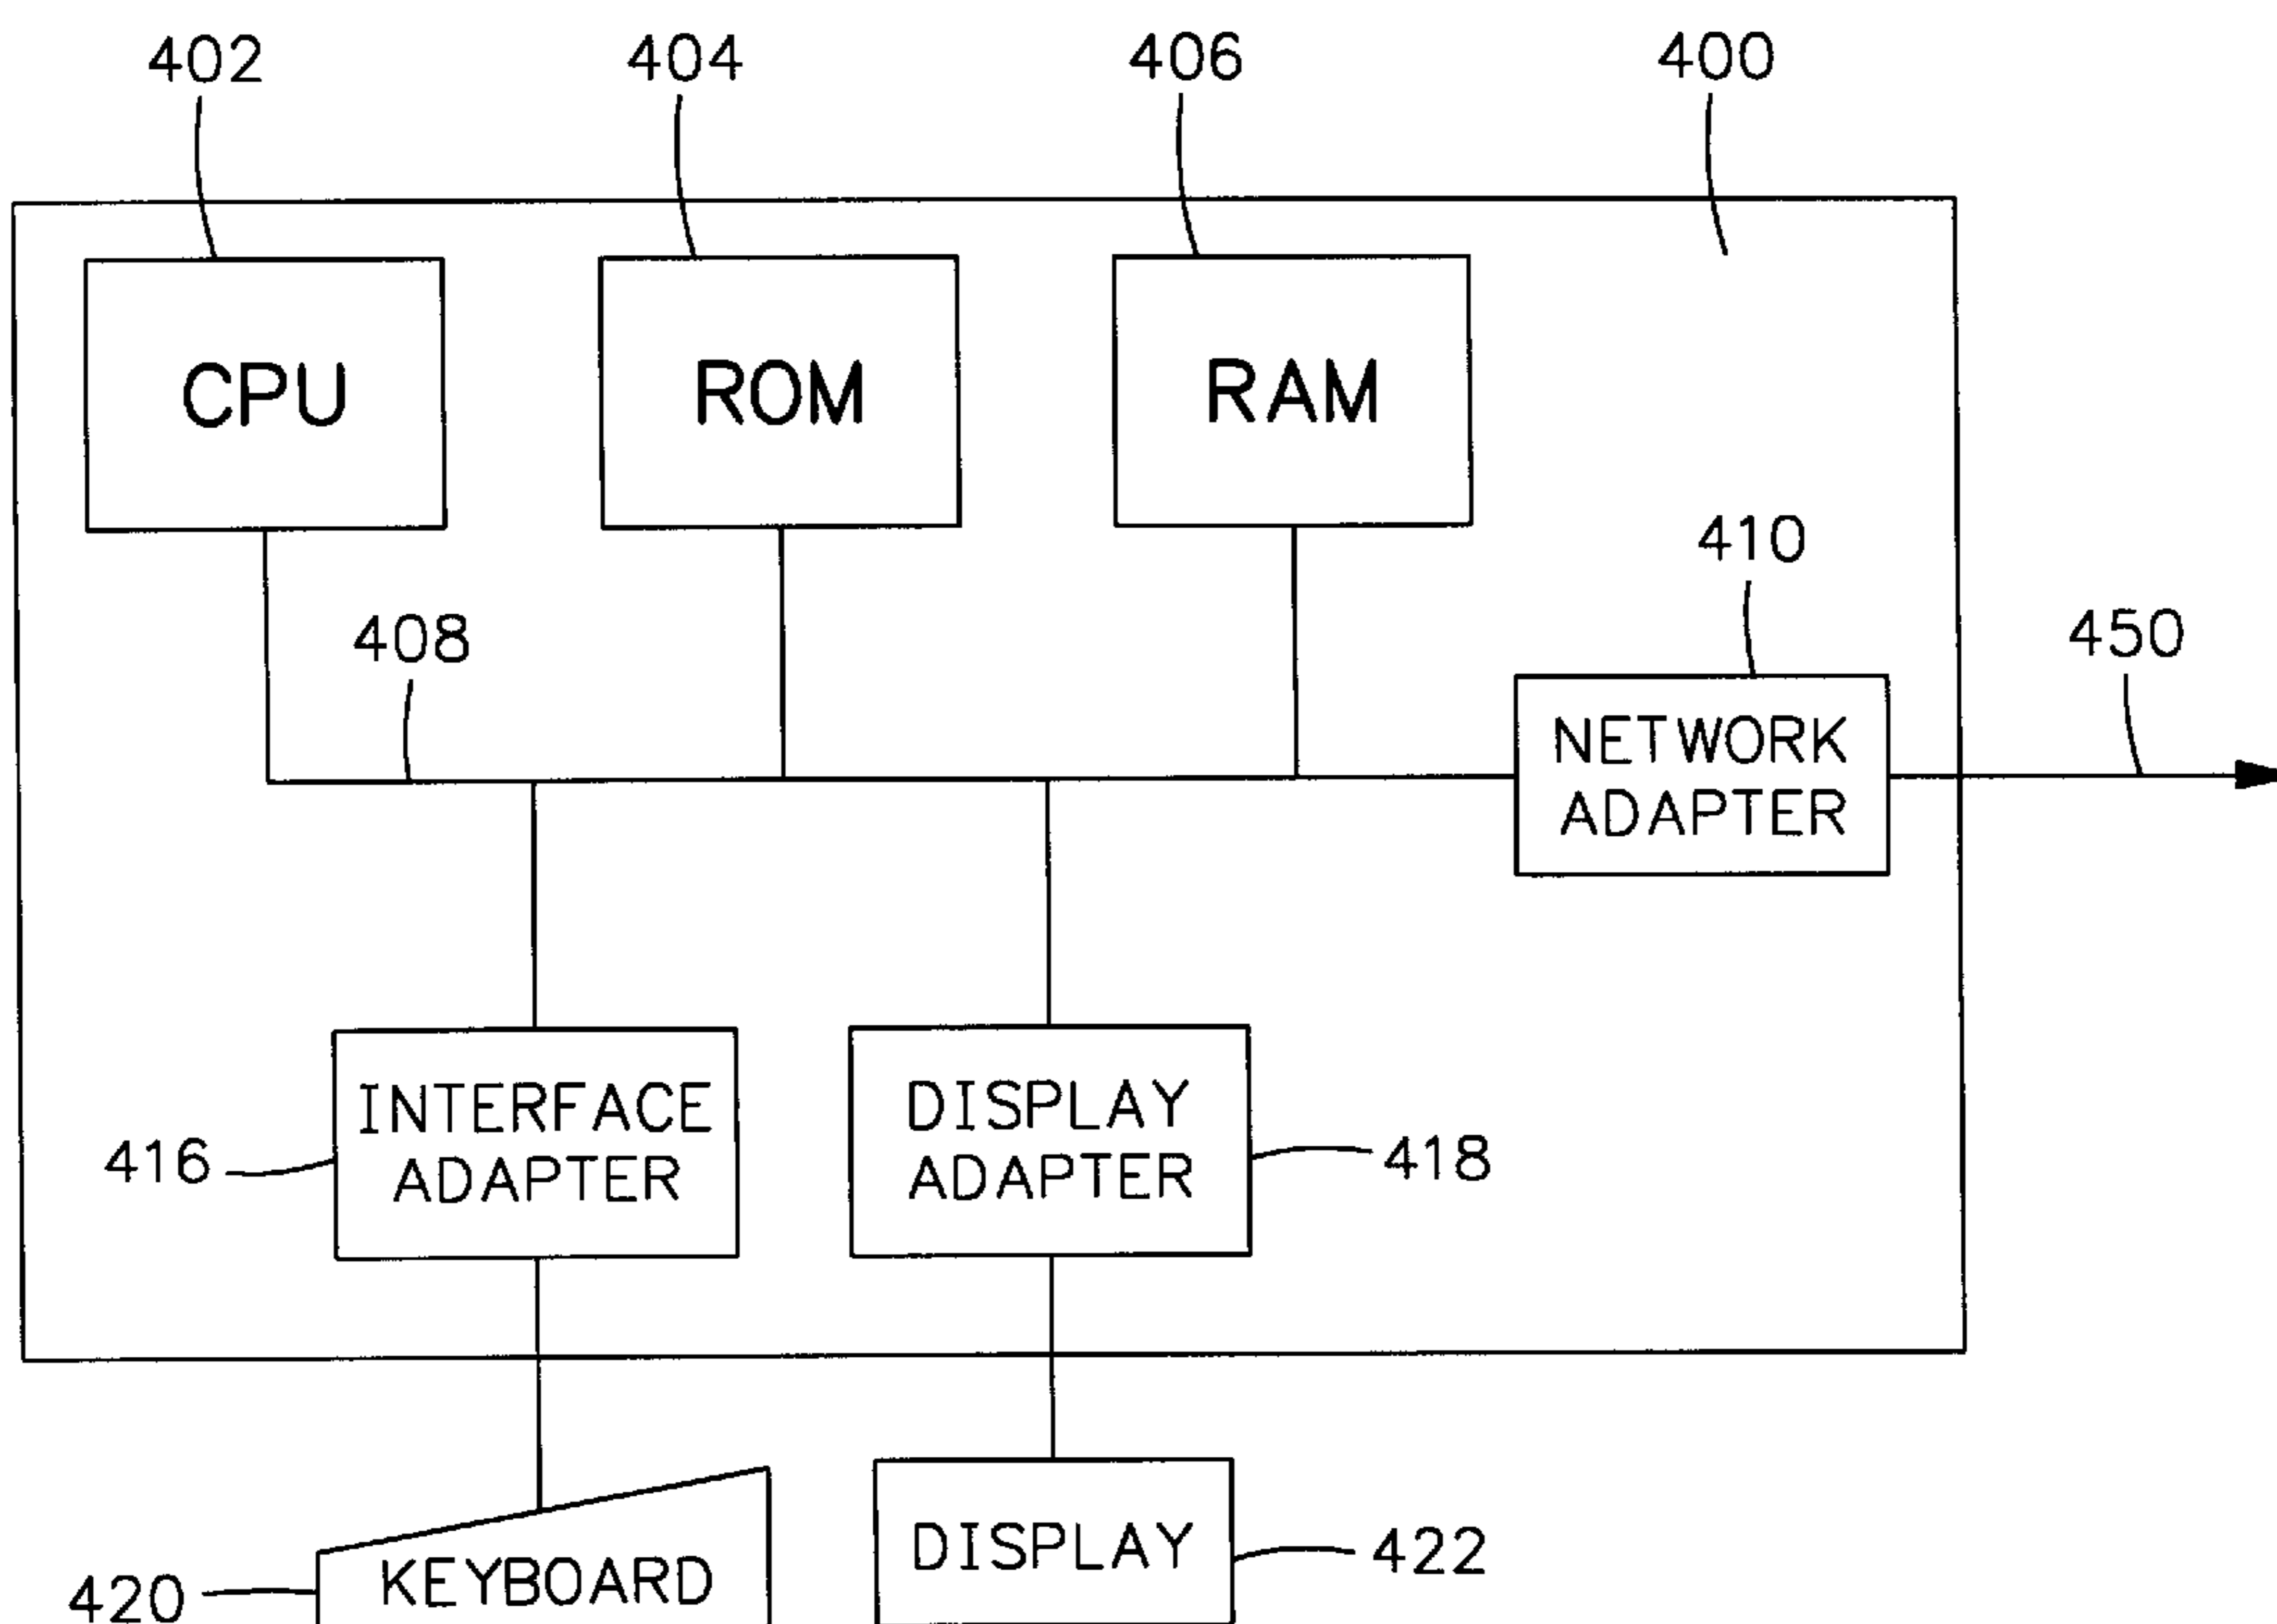 402
404
406
400
CPU
ROM
RAM
410
408
450
NETWORK
ADAPTER
INTERFACE
ADAPTER
DISPLAY
ADAPTER
416
418
DISPLAY
422
KEYBOARD
420